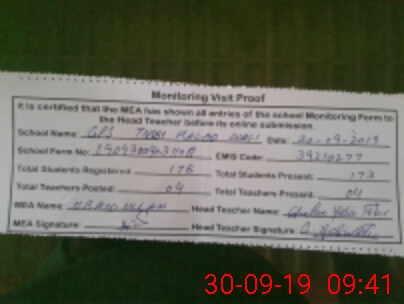 Monitoring Visit Proof
It is certified that the MEA has shown all entries of the school Monitoring Form to
the Head Teacher before its online submission.
School Name: GPS Date: 30-09-2019
School Form No: EMIS Code: 39210277
Total Students Registered: 176 Total Students Present: 173
Total Teachers Posted: 04 Total Teachers Present: 04
MEA Name: UBAID ULLAH Head Teacher Name:
MEA Signature: Head Teacher Signature:
30-09-19 09:41